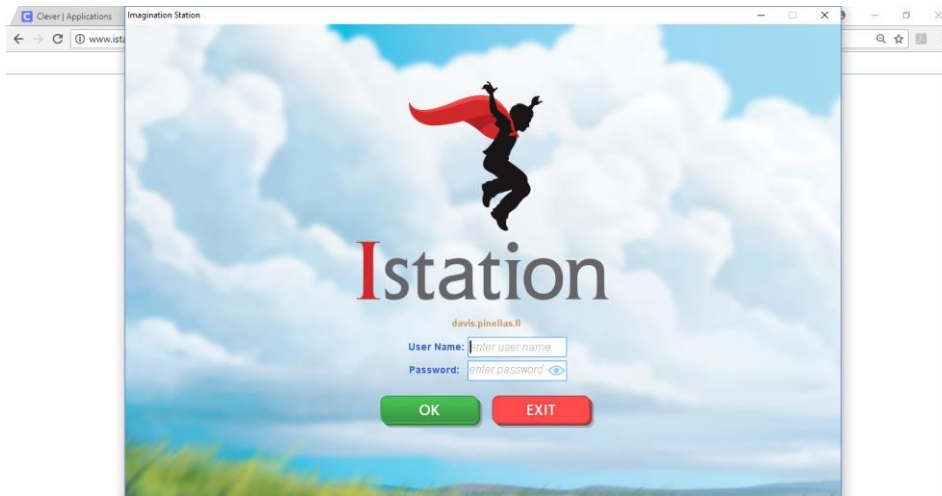 Clever | Applications
Imagination Station
www.ista
Istation
davis.pinellas.fl
User Name: enter user name
Password: enter password
OK EXIT